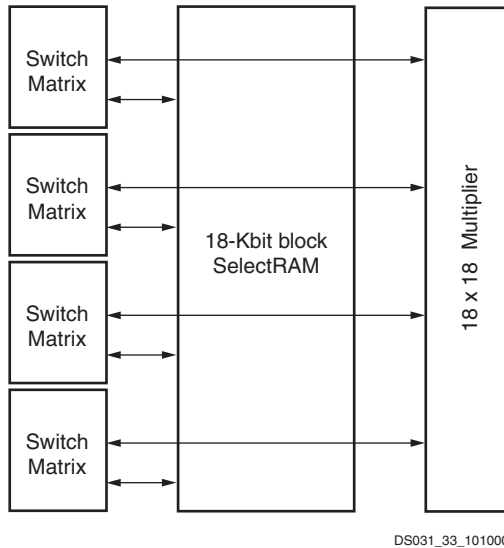 Switch
Matrix
Switch
Matrix
18-Kbit block
SelectRAM
18 x 18 Multiplier
Switch
Matrix
Switch
Matrix
DS031_33_101000